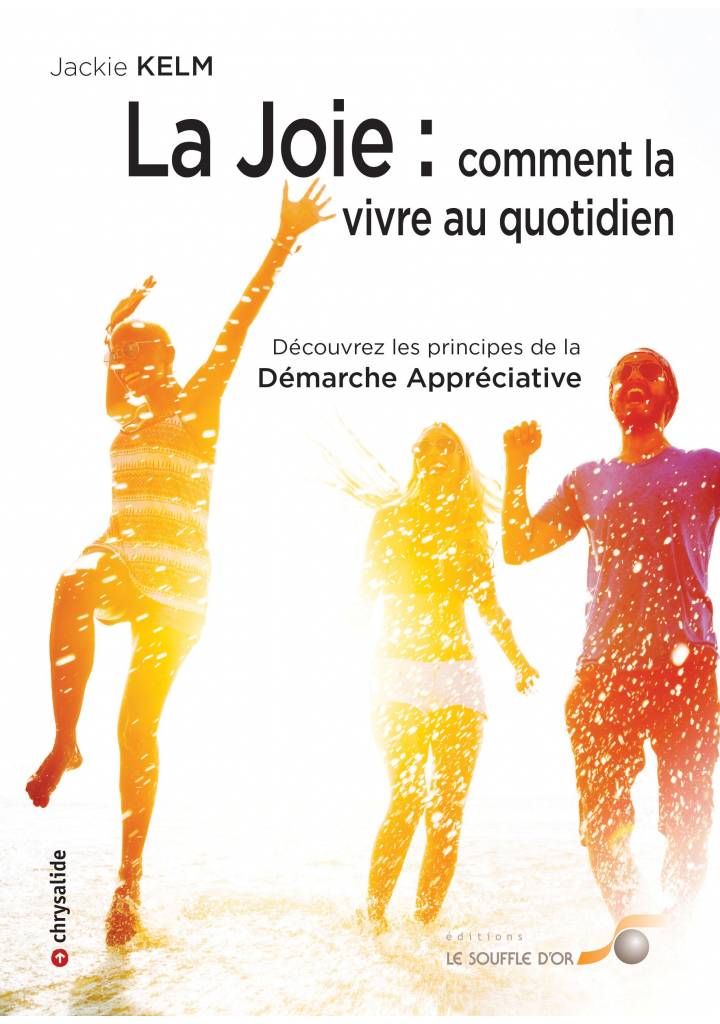 Jackie KELM
La Joie : comment la
vivre au quotidien
Découvrez les principes de la
Démarche Appréciative
chrysalide
éditions
LE SOUFFLE D'OR